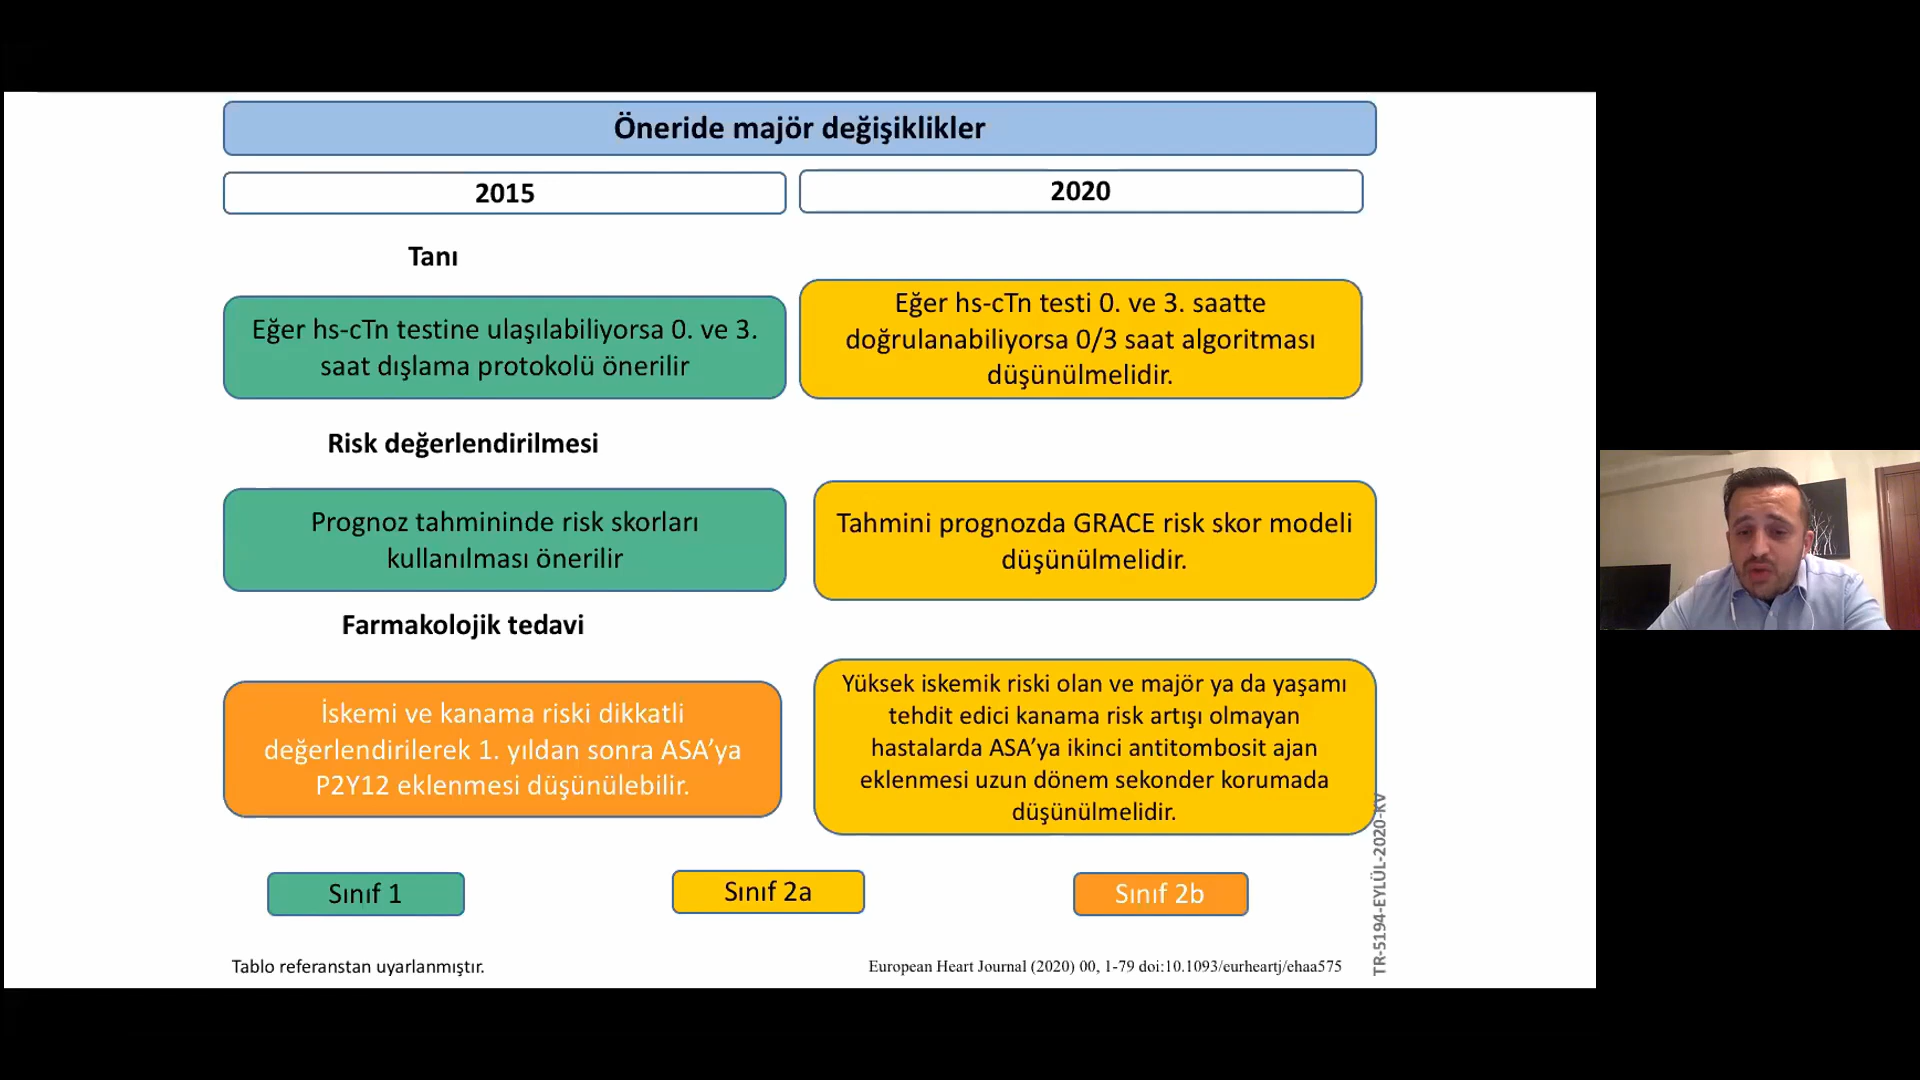 Öneride majör değişiklikler
2015
2020
Tanı
Eğer hs-cTn testine ulaşılabiliyorsa 0. ve 3.
saat dışlama protokolü önerilir
Eğer hs-cTn testi 0. ve 3. saatte
doğrulanabiliyorsa 0/3 saat algoritması
düşünülmelidir.
Risk değerlendirilmesi
Prognoz tahmininde risk skorları
kullanılması önerilir
Tahmini prognozda GRACE risk skor modeli
düşünülmelidir.
Farmakolojik tedavi
İskemi ve kanama riski dikkatli
değerlendirilerek 1. yıldan sonra ASA’ya
P2Y12 eklenmesi düşünülebilir.
Yüksek iskemik riski olan ve majör ya da yaşamı
tehdit edici kanama risk artışı olmayan
hastalarda ASA’ya ikinci antitombosit ajan
eklenmesi uzun dönem sekonder korumada
düşünülmelidir.
Sınıf 1
Sınıf 2a
Sınıf 2b
Tablo referanstan uyarlanmıştır.
European Heart Journal (2020) 00, 1-79 doi:10.1093/eurheartj/ehaa575
TR-5194-EYLÜL-2020-KV